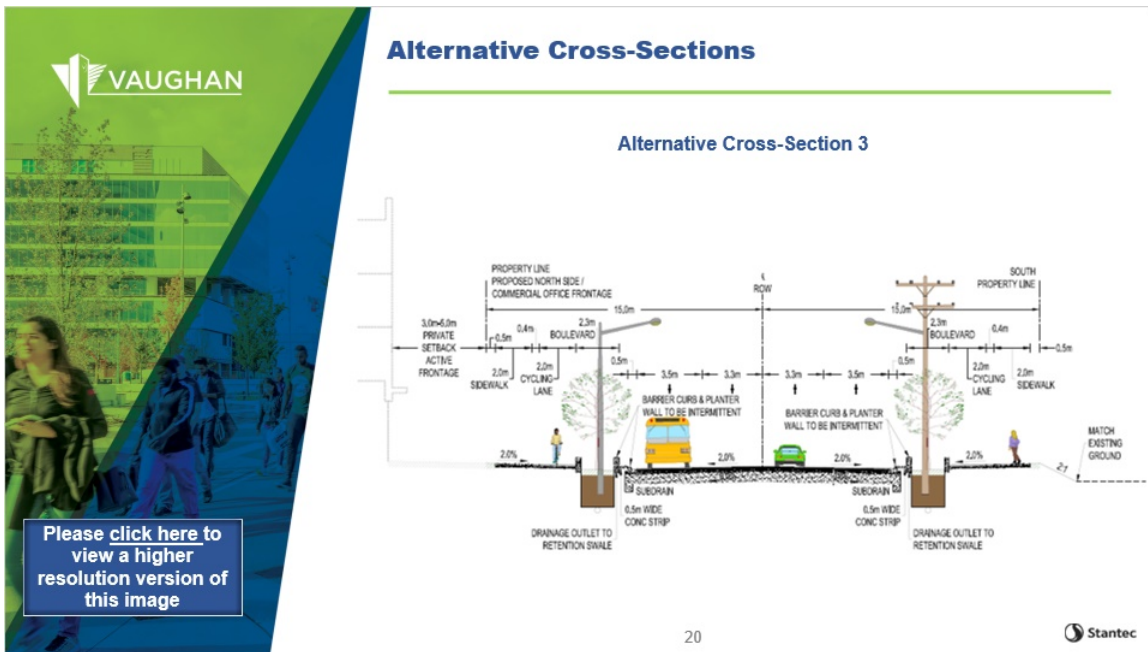 VAUGHAN
Alternative Cross-Sections
Alternative Cross-Section 3
PROPERTY LINE
PROPOSED NORTH SIDE /
COMMERCIAL OFFICE FRONTAGE
ROW
SOUTH
PROPERTY LINE
15.0m
15.0m
3.0m-5.0m
PRIVATE
SETBACK
ACTIVE
FRONTAGE
0.5m
0.4m
2.3m
BOULEVARD
2.0m
SIDEWALK
2.0m
CYCLING
LANE
0.5m
3.5m
3.3m
3.3m
3.5m
0.5m
2.3m
BOULEVARD
0.4m
0.5m
2.0m
CYCLING
LANE
2.0m
SIDEWALK
BARRIER CURB & PLANTER
WALL TO BE INTERMITTENT
BARRIER CURB & PLANTER
WALL TO BE INTERMITTENT
MATCH
EXISTING
GROUND
2.0%
2.0%
2.0%
2.0%
2:1
SUBDRAIN
SUBDRAIN
0.5m WIDE
CONC STRIP
0.5m WIDE
CONC STRIP
DRAINAGE OUTLET TO
RETENTION SWALE
DRAINAGE OUTLET TO
RETENTION SWALE
Please click here to
view a higher
resolution version of
this image
20
Stantec